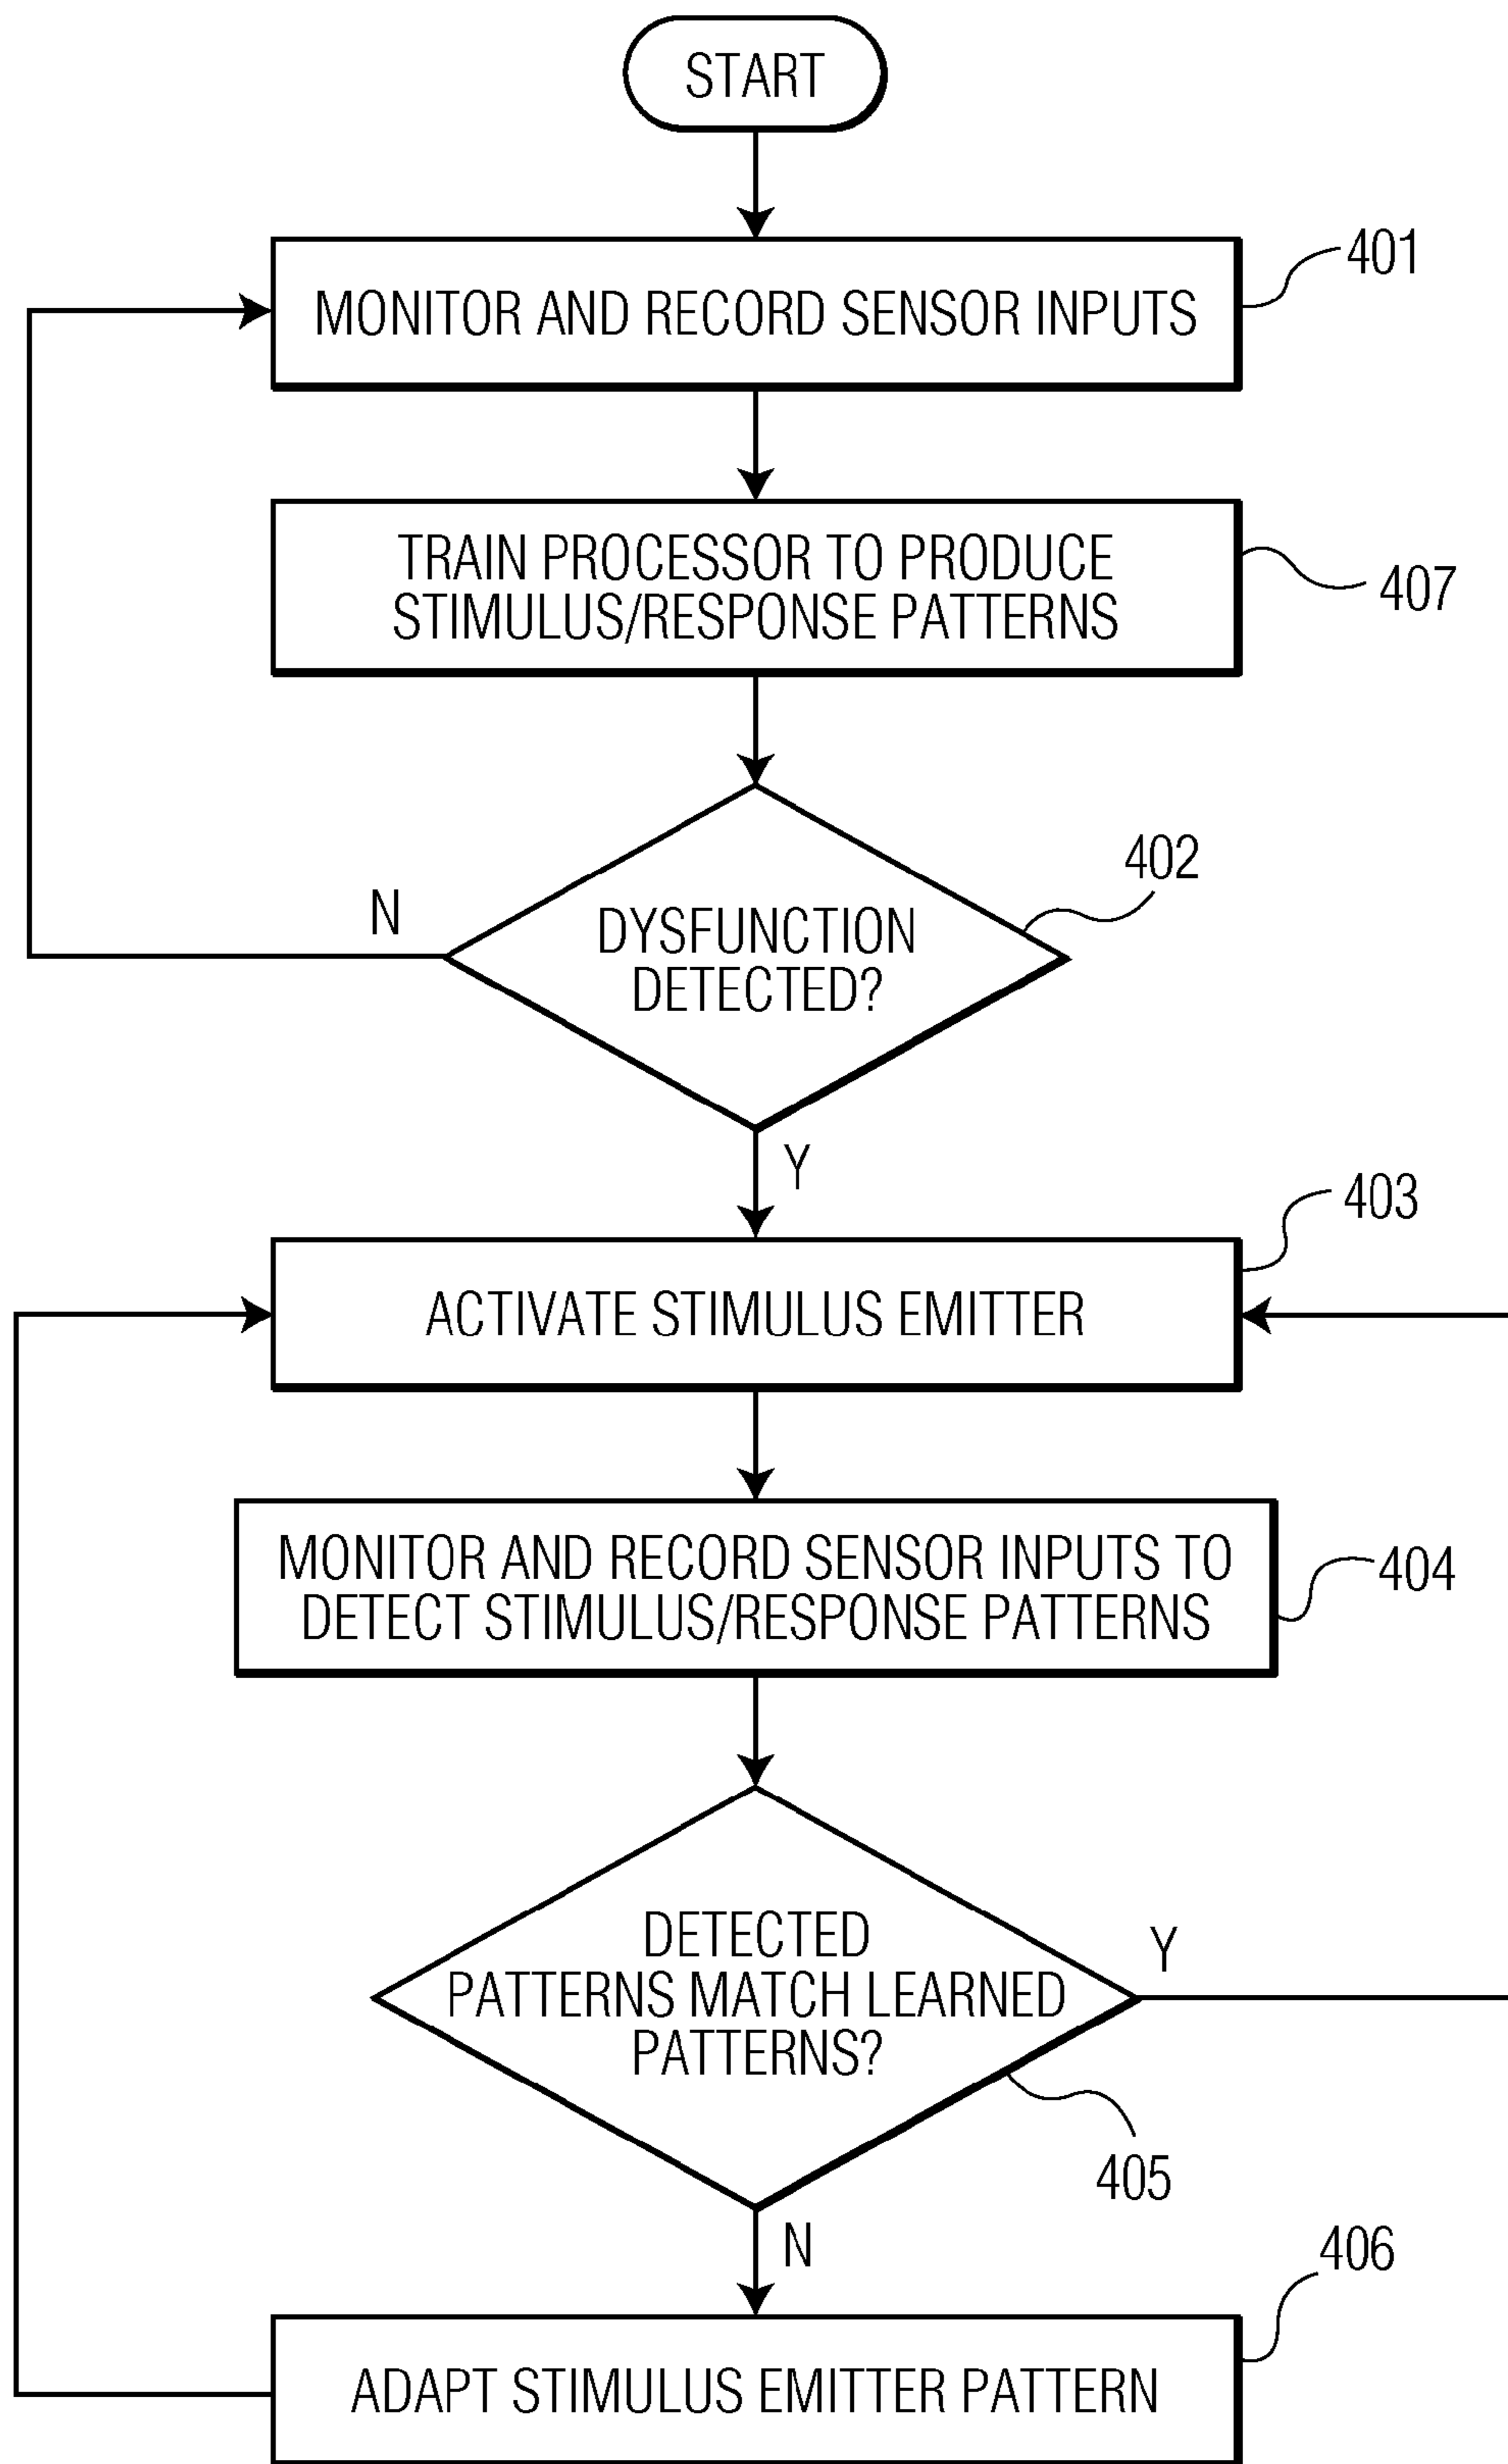 START
401
MONITOR AND RECORD SENSOR INPUTS
TRAIN PROCESSOR TO PRODUCE
STIMULUS/RESPONSE PATTERNS
407
402
N
DYSFUNCTION
DETECTED?
Y
403
ACTIVATE STIMULUS EMITTER
MONITOR AND RECORD SENSOR INPUTS TO
DETECT STIMULUS/RESPONSE PATTERNS
404
DETECTED
PATTERNS MATCH LEARNED
PATTERNS?
Y
405
N
406
ADAPT STIMULUS EMITTER PATTERN